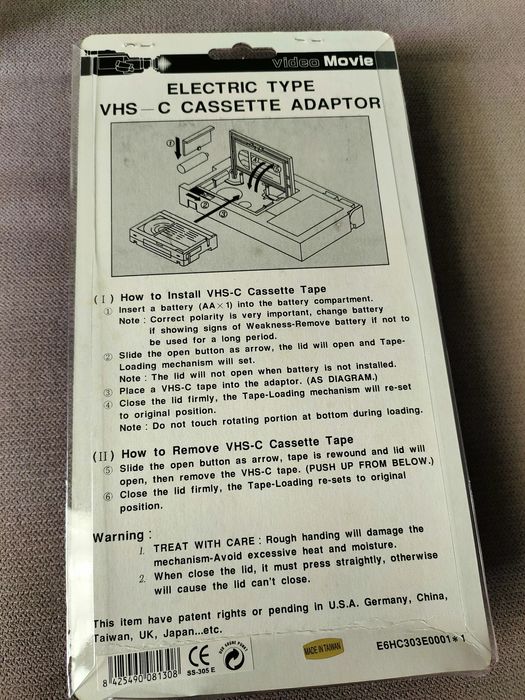 video Movie
ELECTRIC TYPE
VHS-C CASSETTE ADAPTOR
①
②
③
(I) How to Install VHS-C Cassette Tape
① Insert a battery (AA×1) into the battery compartment.
Note : Correct polarity is very important, change battery
if showing signs of Weakness-Remove battery if not to
be used for a long period.
② Slide the open button as arrow, the lid will open and Tape-
Loading mechanism will set.
Note : The lid will not open when battery is not installed.
③ Place a VHS-C tape into the adaptor. (AS DIAGRAM.)
④ Close the lid firmly, the Tape-Loading mechanism will re-set
to original position.
Note : Do not touch rotating portion at bottom during loading.
(II) How to Remove VHS-C Cassette Tape
⑤ Slide the open button as arrow, tape is rewound and lid will
open, then remove the VHS-C tape. (PUSH UP FROM BELOW.)
⑥ Close the lid firmly, the Tape-Loading re-sets to original
position.
Warning :
1. TREAT WITH CARE : Rough handing will damage the
mechanism-Avoid excessive heat and moisture.
2. When close the lid, it must press straightly, otherwise
will cause the lid can't close.
This item have patent rights or pending in U.S.A. Germany, China,
Taiwan, UK, Japan...etc.
8 425490 081308
CE
SS-305 E
MADE IN TAIWAN
E6HC303E0001*1